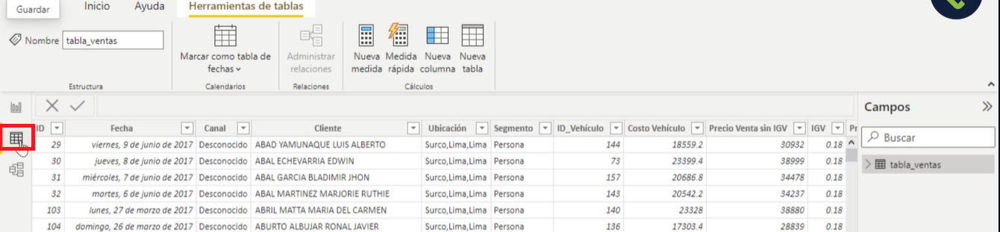 Guardar
Inicio Ayuda Herramientas de tablas
Nombre tabla_ventas
Marcar como tabla de fechas
Administrar relaciones
Nueva medida
Medida rápida
Nueva columna
Nueva tabla
Estructura Calendarios Relaciones Cálculos
Campos
Buscar
tabla_ventas
ID Fecha Canal Cliente Ubicación Segmento ID_Vehículo Costo Vehículo Precio Venta sin IGV IGV Pr
29 viernes, 9 de junio de 2017 Desconocido ABAD YAMUNAQUE LUIS ALBERTO Surco,Lima,Lima Persona 144 18559.2 30932 0.18
30 jueves, 8 de junio de 2017 Desconocido ABAL ECHEVARRIA EDWIN Surco,Lima,Lima Persona 73 23399.4 38999 0.18
31 miércoles, 7 de junio de 2017 Desconocido ABAL GARCIA BLADIMIR JHON Surco,Lima,Lima Persona 157 20686.8 34478 0.18
32 martes, 6 de junio de 2017 Desconocido ABAL MARTINEZ MARJORIE RUTHIE Surco,Lima,Lima Persona 143 20542.2 34237 0.18
103 lunes, 27 de marzo de 2017 Desconocido ABRIL MATTA MARIA DEL CARMEN Surco,Lima,Lima Persona 140 23328 38880 0.18
104 domingo, 26 de marzo de 2017 Desconocido ABURTO ALBUJAR RONAL JAVIER Surco,Lima,Lima Persona 136 17303.4 28839 0.18